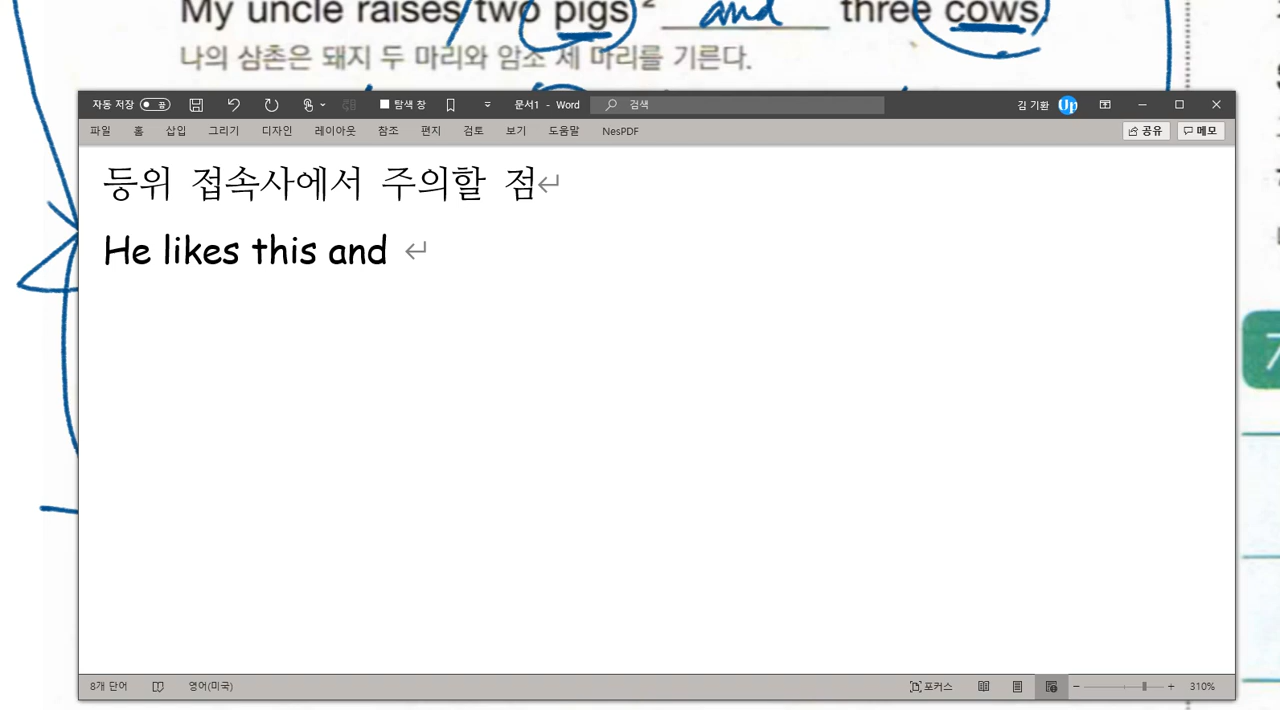 My uncle raises two pigs 2 and three cows.
나의 삼촌은 돼지 두 마리와 암소 세 마리를 기른다.
자동 저장 끔 탐색 창 문서1 - Word 검색 김 기환 Up
파일 홈 삽입 그리기 디자인 레이아웃 참조 편지 검토 보기 도움말 NesPDF 공유 메모
등위 접속사에서 주의할 점
He likes this and
7
8개 단어 영어(미국) 포커스 310%